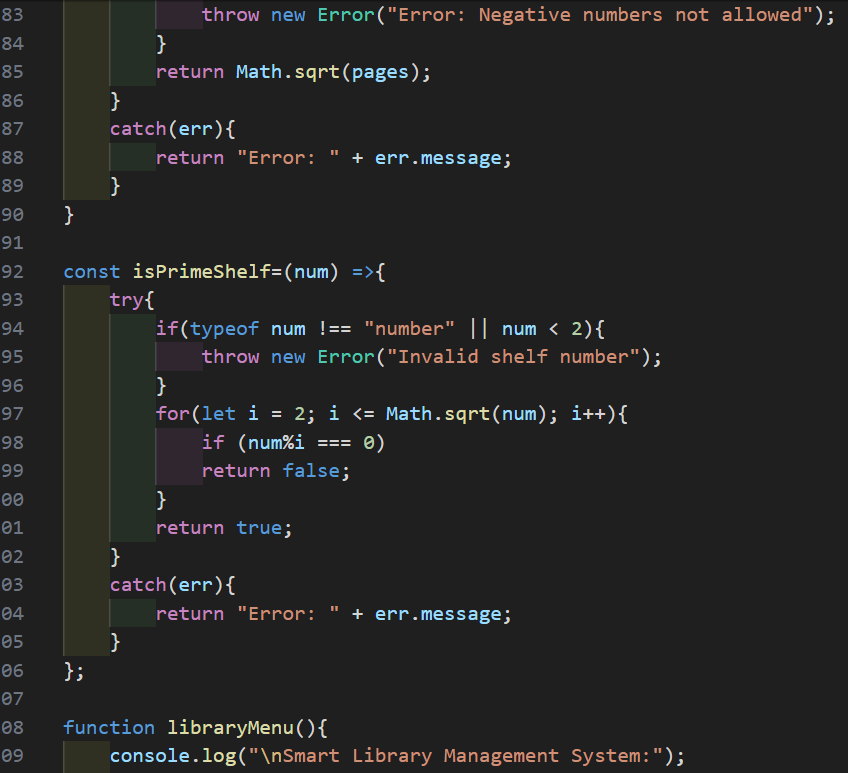 83 throw new Error("Error: Negative numbers not allowed");
84 }
85 return Math.sqrt(pages);
86 }
87 catch(err){
88 return "Error: " + err.message;
89 }
90 }
91
92 const isPrimeShelf=(num) =>{
93 try{
94 if(typeof num !== "number" || num < 2){
95 throw new Error("Invalid shelf number");
96 }
97 for(let i = 2; i <= Math.sqrt(num); i++){
98 if (num%i === 0)
99 return false;
00 }
01 return true;
02 }
03 catch(err){
04 return "Error: " + err.message;
05 }
06 };
07
08 function libraryMenu(){
09 console.log("\nSmart Library Management System:");